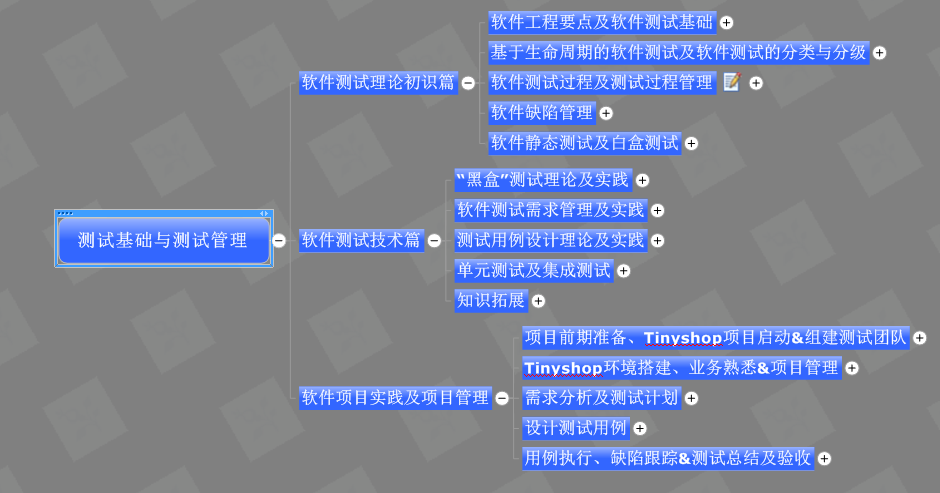 测试基础与测试管理
软件测试理论初识篇
软件工程要点及软件测试基础
基于生命周期的软件测试及软件测试的分类与分级
软件测试过程及测试过程管理
软件缺陷管理
软件静态测试及白盒测试
软件测试技术篇
“黑盒”测试理论及实践
软件测试需求管理及实践
测试用例设计理论及实践
单元测试及集成测试
知识拓展
软件项目实践及项目管理
项目前期准备、Tinyshop项目启动&组建测试团队
Tinyshop环境搭建、业务熟悉&项目管理
需求分析及测试计划
设计测试用例
用例执行、缺陷跟踪&测试总结及验收